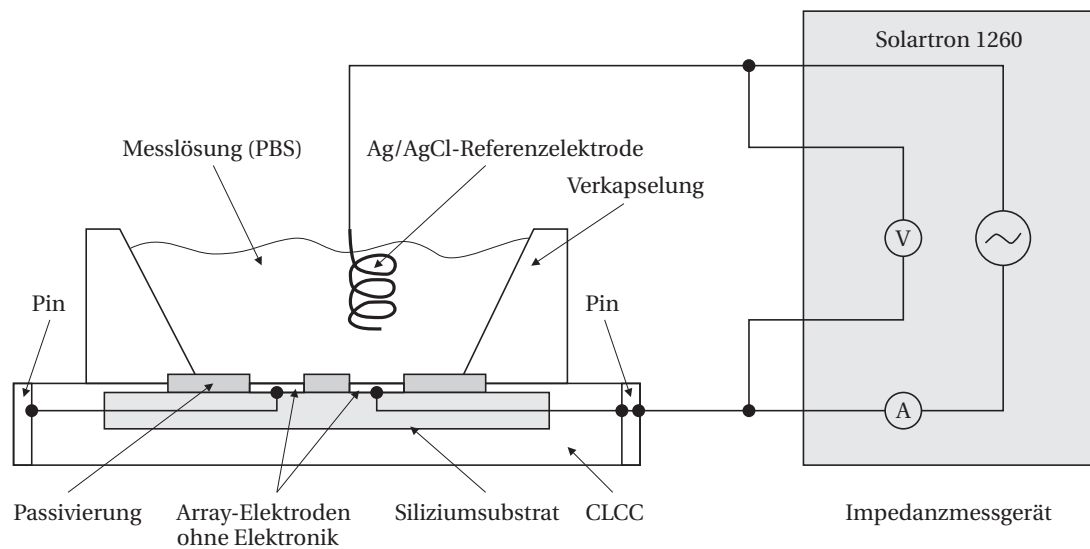 Solartron 1260
Messlösung (PBS)
Ag/AgCl-Referenzelektrode
Verkapselung
V
Pin
Pin
A
Passivierung
Array-Elektroden
ohne Elektronik
Siliziumsubstrat
CLCC
Impedanzmessgerät